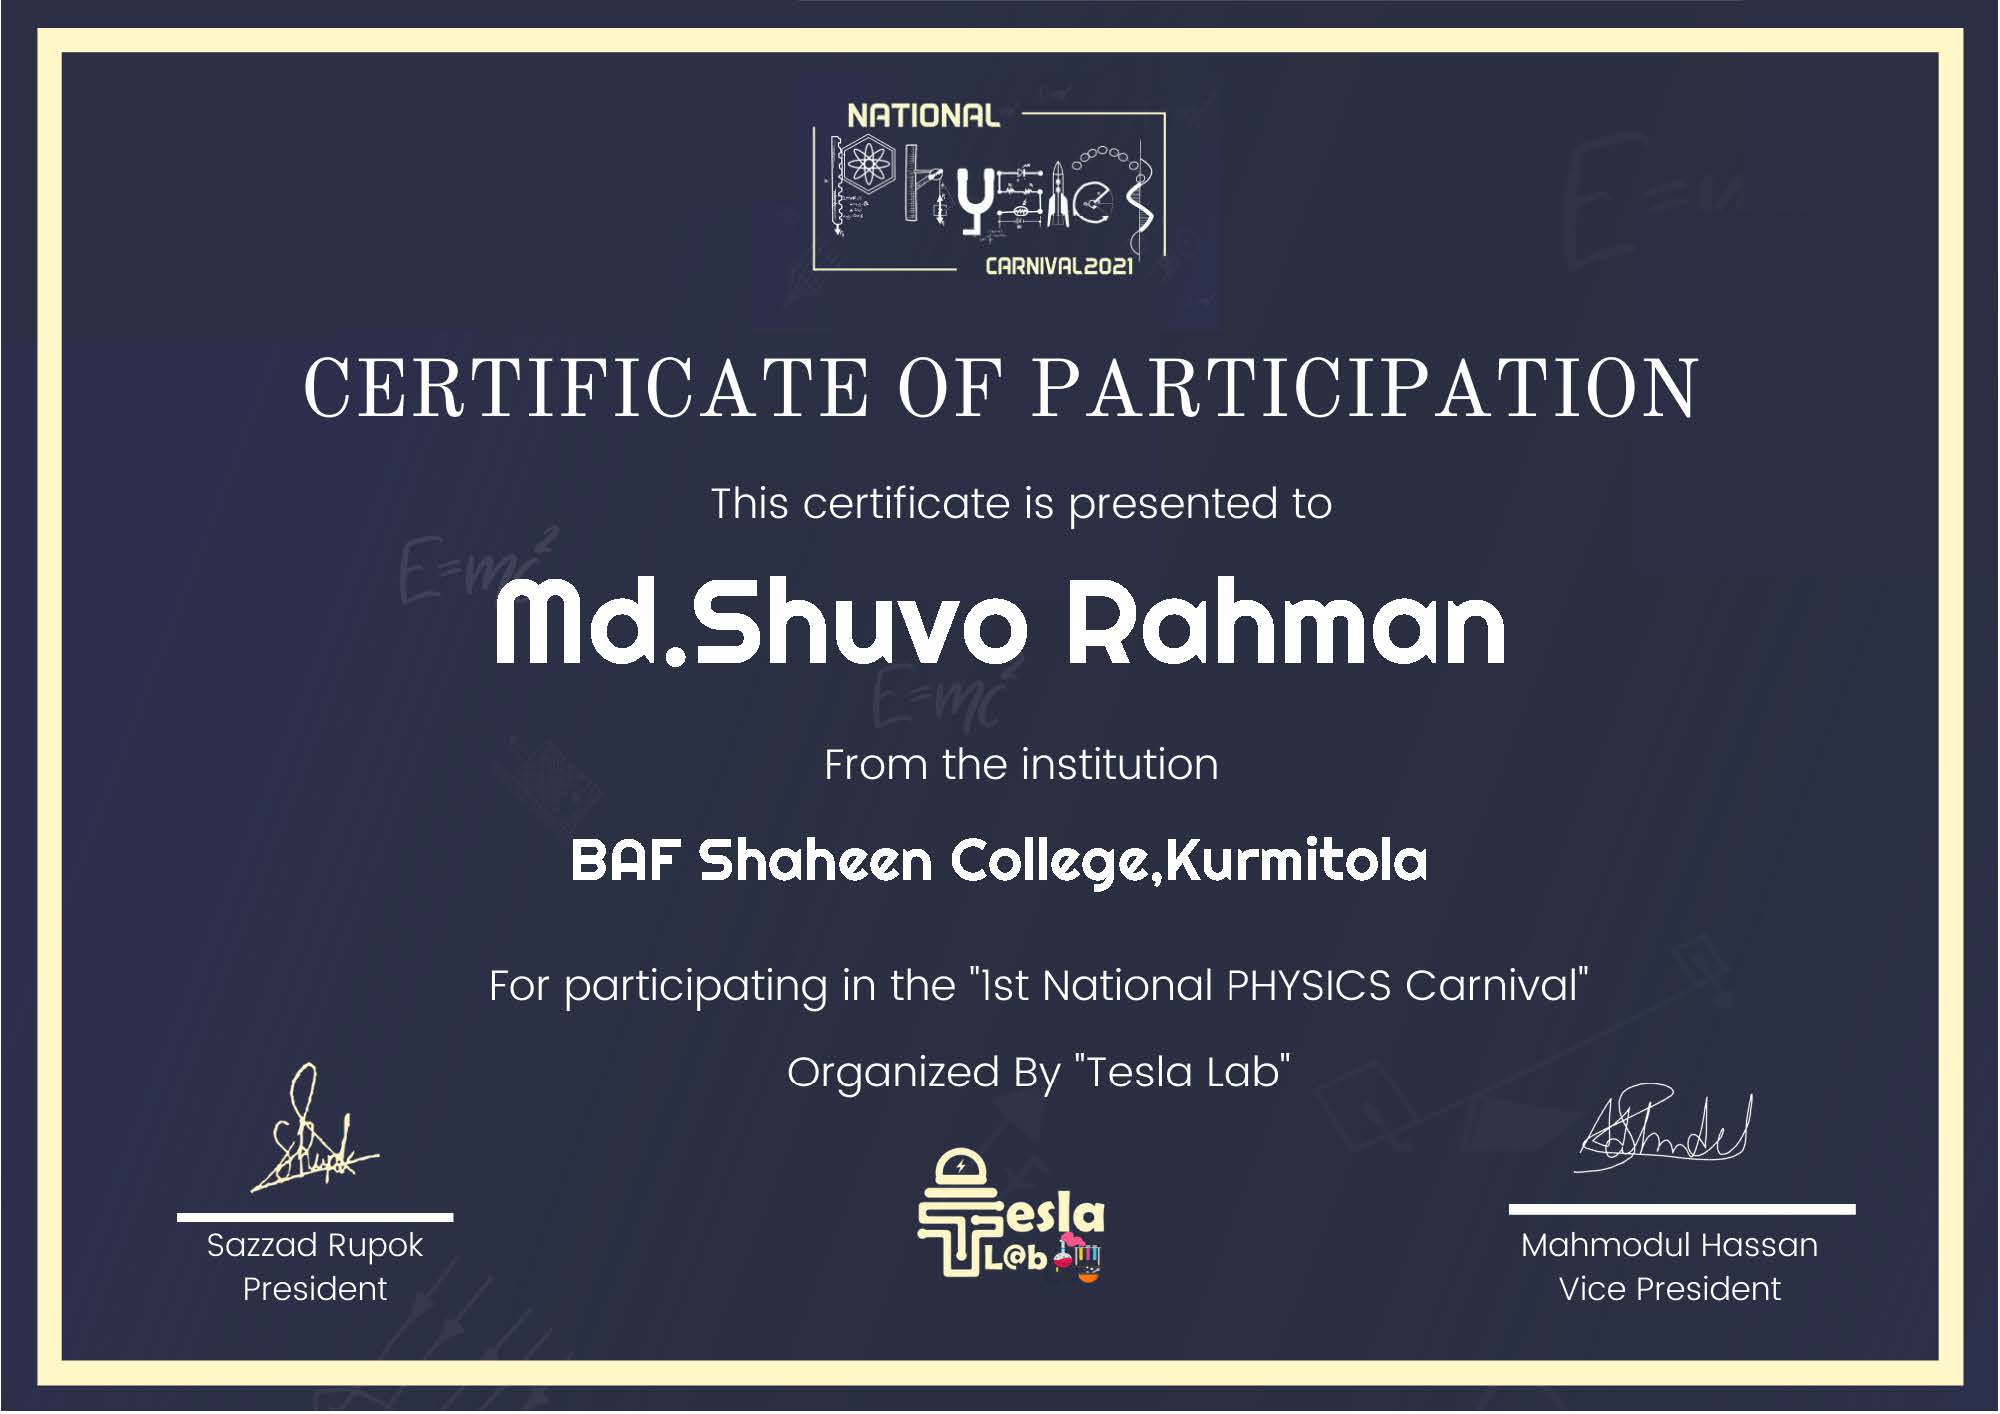 NATIONAL
Physics
CARNIVAL2021
CERTIFICATE OF PARTICIPATION
This certificate is presented to
E=mc²
Md.Shuvo Rahman
E=mc²
From the institution
BAF Shaheen College,Kurmitola
For participating in the "1st National PHYSICS Carnival"
Organized By "Tesla Lab"
Tesla
L@b
Sazzad Rupok
President
Mahmodul Hassan
Vice President